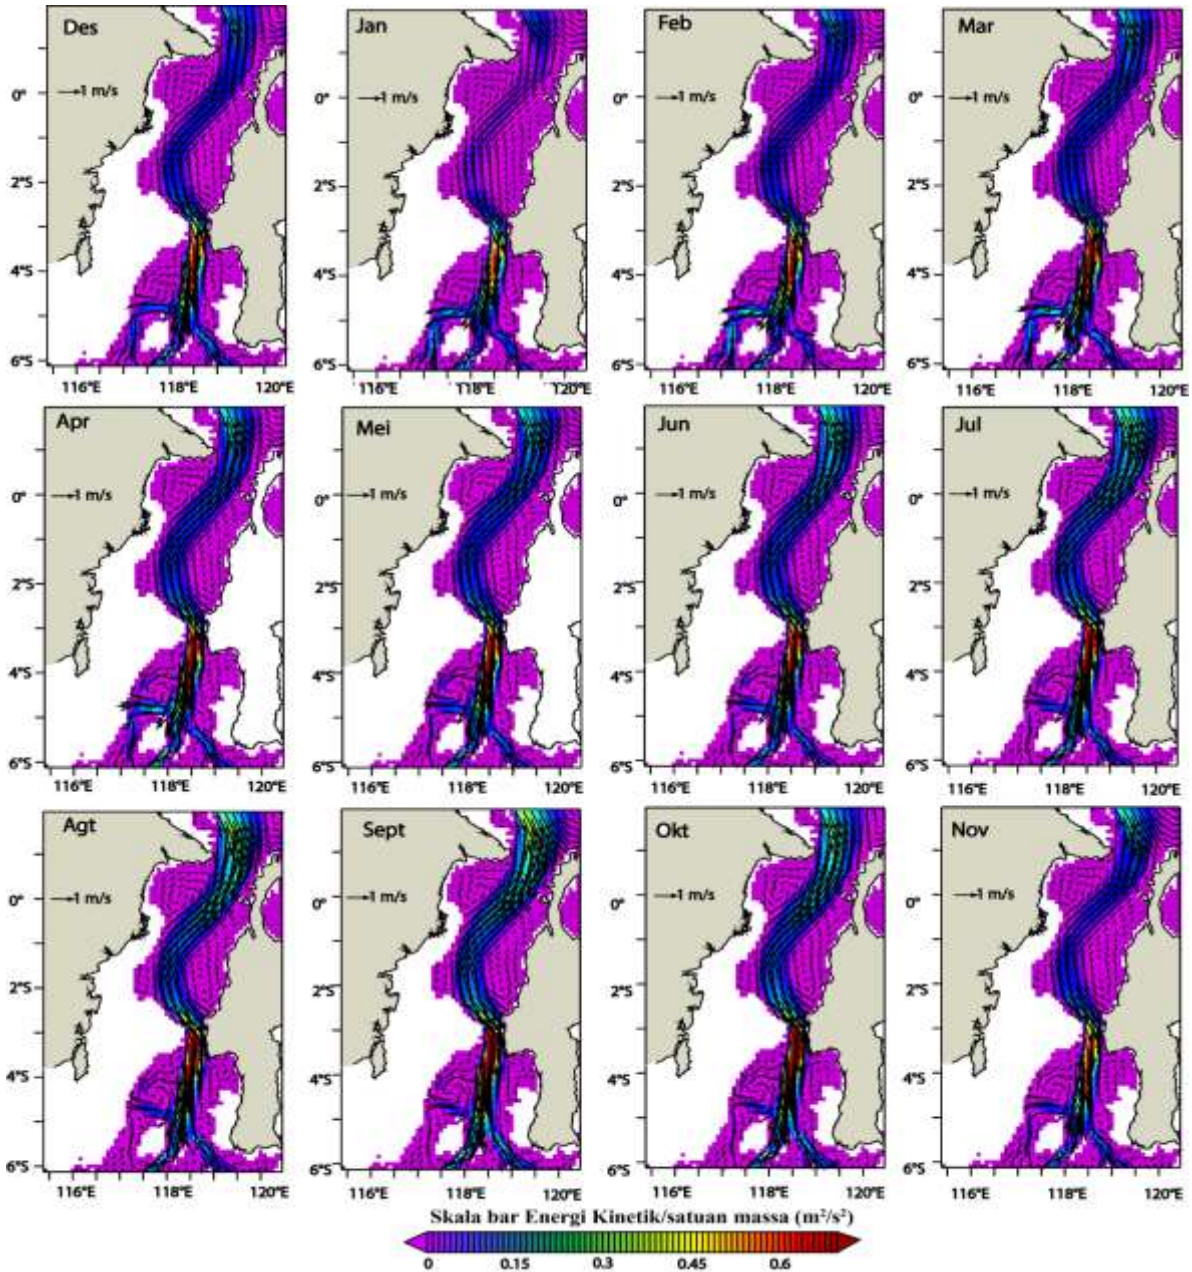 Des Jan Feb Mar
0° →1 m/s 0° →1 m/s 0° →1 m/s 0° →1 m/s
2°S 2°S 2°S 2°S
4°S 4°S 4°S 4°S
6°S 6°S 6°S 6°S
116°E 118°E 120°E 116°E 118°E 120°E 116°E 118°E 120°E 116°E 118°E 120°E
Apr Mei Jun Jul
0° →1 m/s 0° →1 m/s 0° →1 m/s 0° →1 m/s
2°S 2°S 2°S 2°S
4°S 4°S 4°S 4°S
6°S 6°S 6°S 6°S
116°E 118°E 120°E 116°E 118°E 120°E 116°E 118°E 120°E 116°E 118°E 120°E
Agt Sept Okt Nov
0° →1 m/s 0° →1 m/s 0° →1 m/s 0° →1 m/s
2°S 2°S 2°S 2°S
4°S 4°S 4°S 4°S
6°S 6°S 6°S 6°S
116°E 118°E 120°E 116°E 118°E 120°E 116°E 118°E 120°E 116°E 118°E 120°E
Skala bar Energi Kinetik/satuan massa (m²/s²)
0 0.15 0.3 0.45 0.6